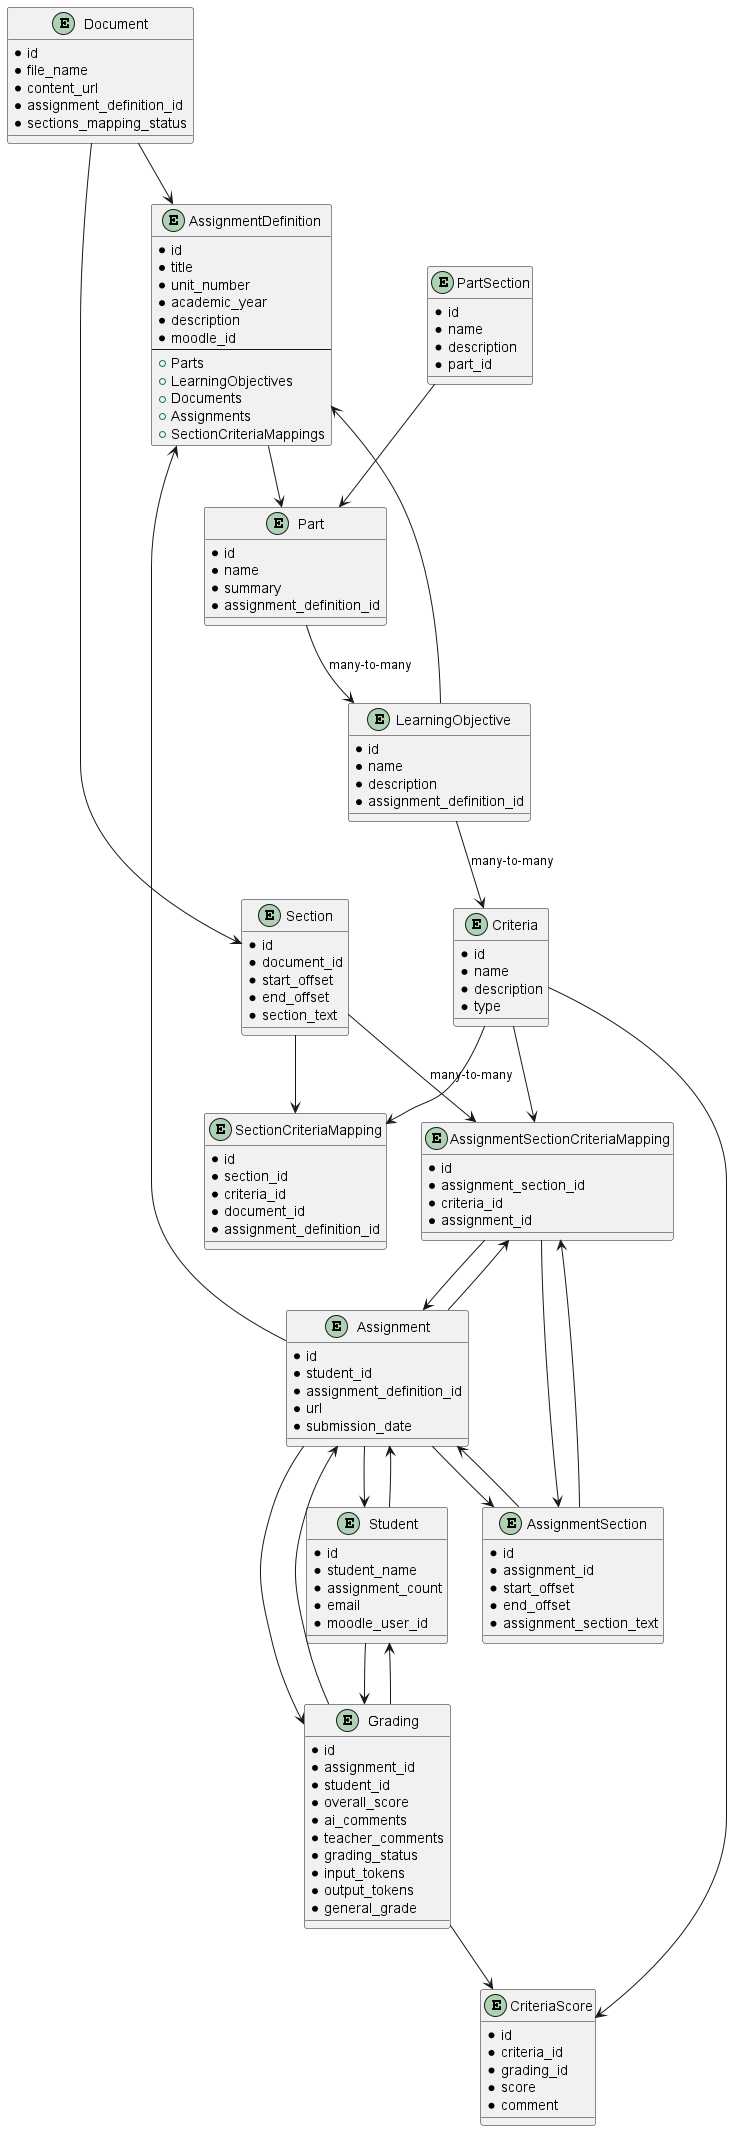 E Document
id
file_name
content_url
assignment_definition_id
sections_mapping_status
E AssignmentDefinition
id
title
unit_number
academic_year
description
moodle_id
Parts
LearningObjectives
Documents
Assignments
SectionCriteriaMappings
E PartSection
id
name
description
part_id
E Part
id
name
summary
assignment_definition_id
many-to-many
E LearningObjective
id
name
description
assignment_definition_id
many-to-many
E Section
id
document_id
start_offset
end_offset
section_text
E Criteria
id
name
description
type
many-to-many
E SectionCriteriaMapping
id
section_id
criteria_id
document_id
assignment_definition_id
E AssignmentSectionCriteriaMapping
id
assignment_section_id
criteria_id
assignment_id
E Assignment
id
student_id
assignment_definition_id
url
submission_date
E Student
id
student_name
assignment_count
email
moodle_user_id
E AssignmentSection
id
assignment_id
start_offset
end_offset
assignment_section_text
E Grading
id
assignment_id
student_id
overall_score
ai_comments
teacher_comments
grading_status
input_tokens
output_tokens
general_grade
E CriteriaScore
id
criteria_id
grading_id
score
comment